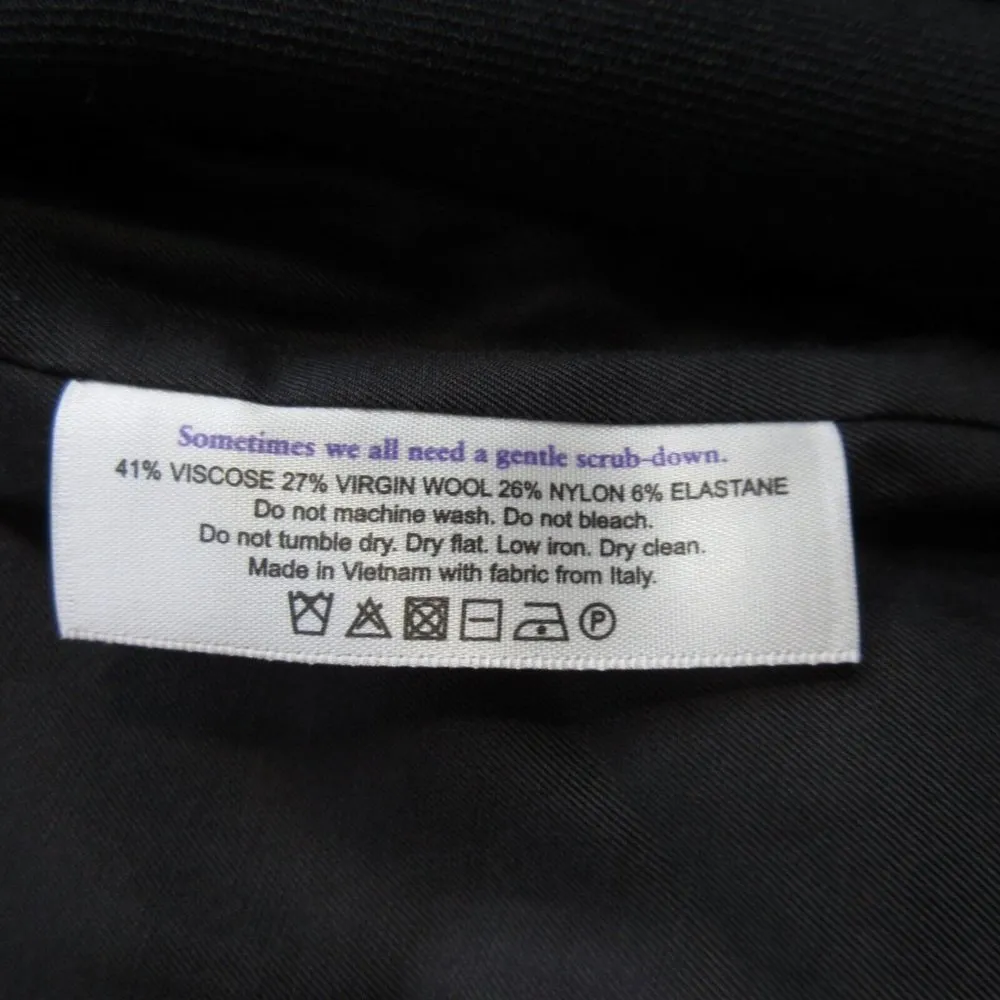 Sometimes we all need a gentle scrub-down.
41% VISCOSE 27% VIRGIN WOOL 26% NYLON 6% ELASTANE
Do not machine wash. Do not bleach.
Do not tumble dry. Dry flat. Low iron. Dry clean.
Made in Vietnam with fabric from Italy.
P